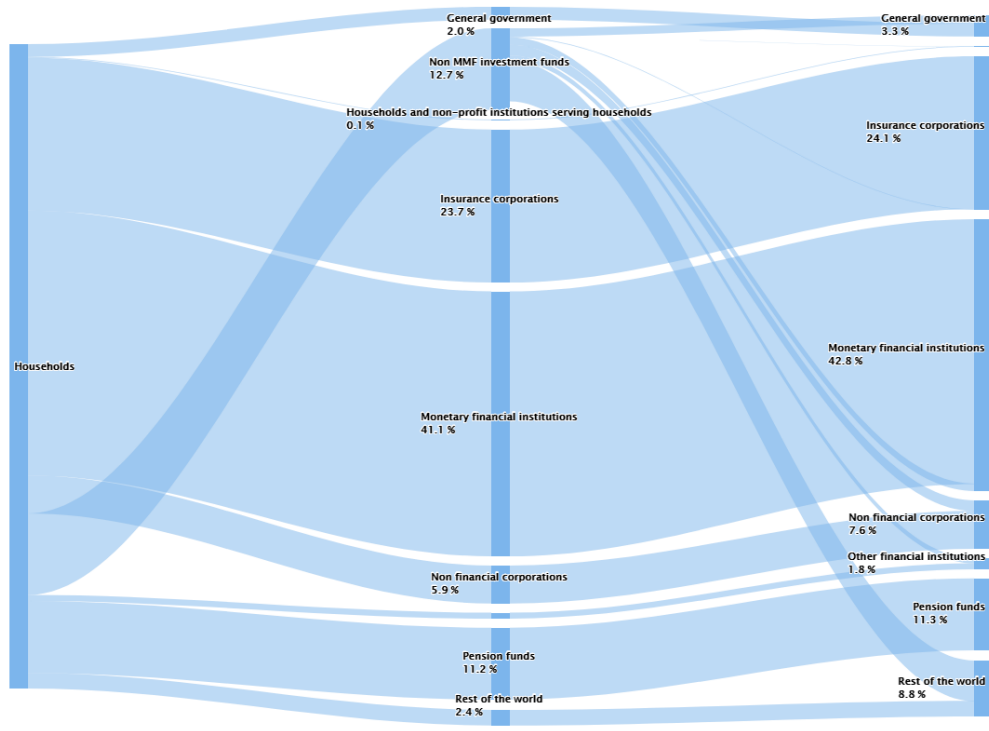 General government
2.0 %
Non MMF investment funds
12.7 %
Households and non-profit institutions serving households
0.1 %
Insurance corporations
23.7 %
Households
Monetary financial institutions
41.1 %
Non financial corporations
5.9 %
Pension funds
11.2 %
Rest of the world
2.4 %
General government
3.3 %
Insurance corporations
24.1 %
Monetary financial institutions
42.8 %
Non financial corporations
7.6 %
Other financial institutions
1.8 %
Pension funds
11.3 %
Rest of the world
8.8 %